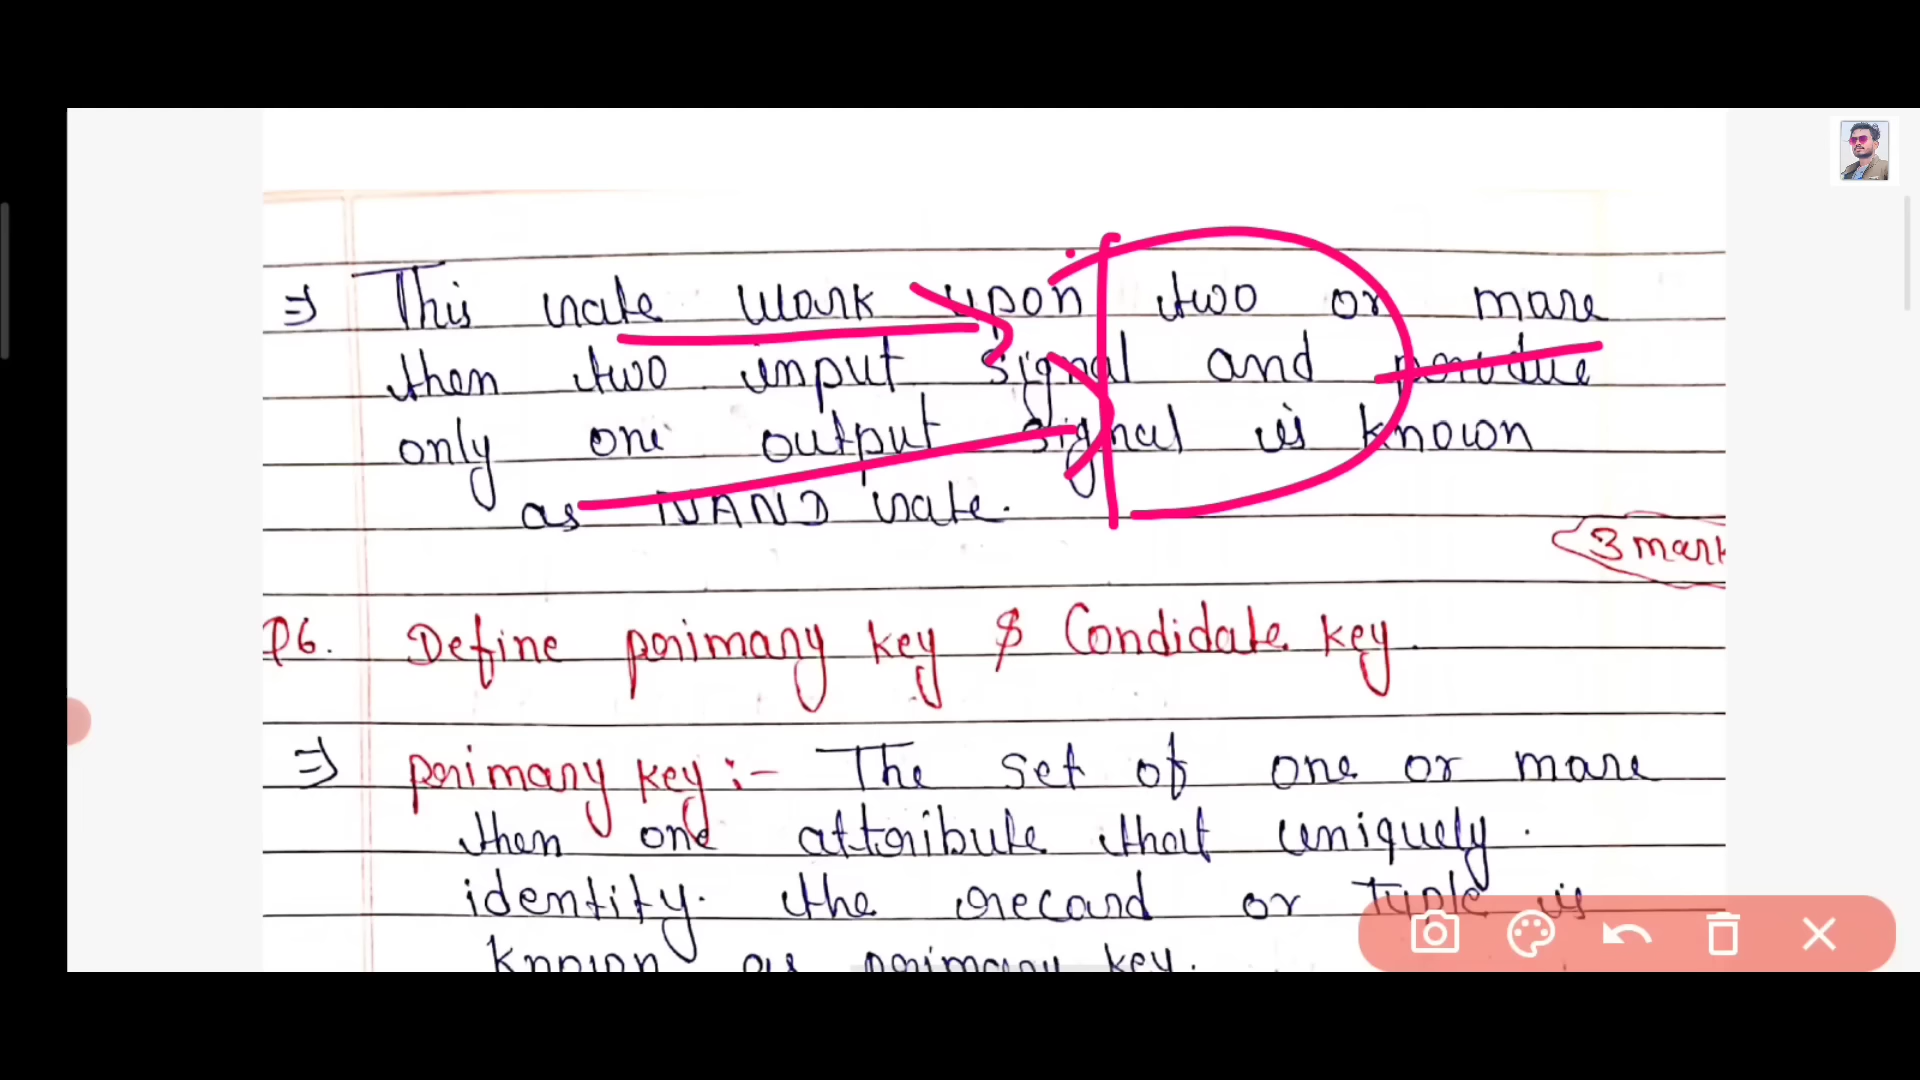 ⇒ This Gate work upon two or more
then two input signal and produce
only one output signal is known
as NAND Gate.
3 mark
Q6. Define primary key & Condidate key.
⇒ primary key :- The set of one or more
then one attribute that uniquely.
identify. the record or tuple is
known as primary key.